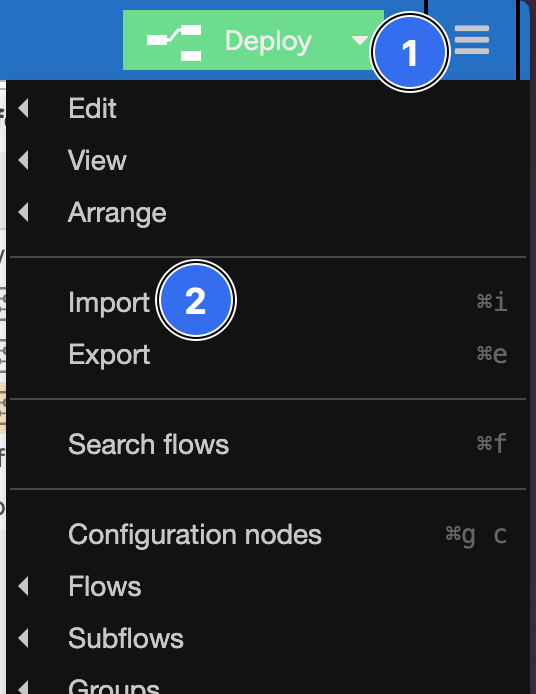 Deploy
1
Edit
View
Arrange
Import 2 ⌘i
Export ⌘e
Search flows ⌘f
Configuration nodes ⌘g c
Flows
Subflows
Groups